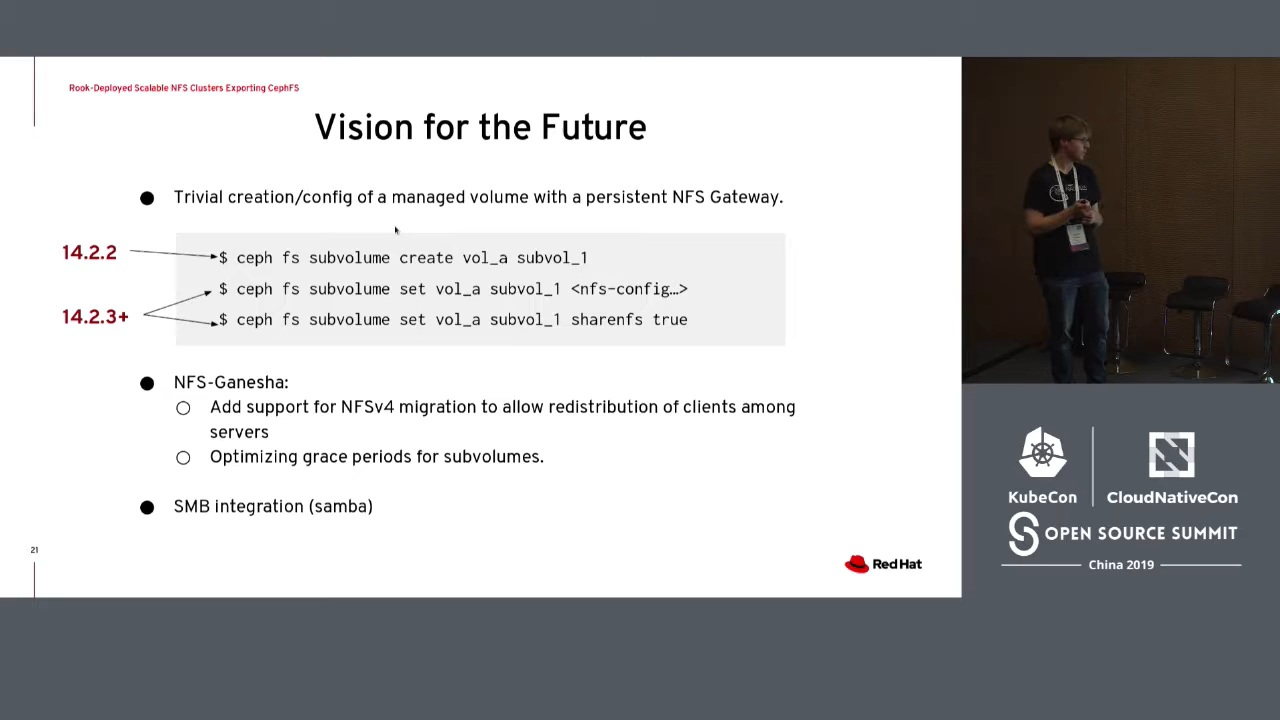 Rook-Deployed Scalable NFS Clusters Exporting CephFS
Vision for the Future
● Trivial creation/config of a managed volume with a persistent NFS Gateway.
14.2.2
$ ceph fs subvolume create vol_a subvol_1
$ ceph fs subvolume set vol_a subvol_1 <nfs-config…>
14.2.3+
$ ceph fs subvolume set vol_a subvol_1 sharenfs true
● NFS-Ganesha:
○ Add support for NFSv4 migration to allow redistribution of clients among
servers
○ Optimizing grace periods for subvolumes.
● SMB integration (samba)
21
Red Hat
KubeCon
CloudNativeCon
OPEN SOURCE SUMMIT
China 2019